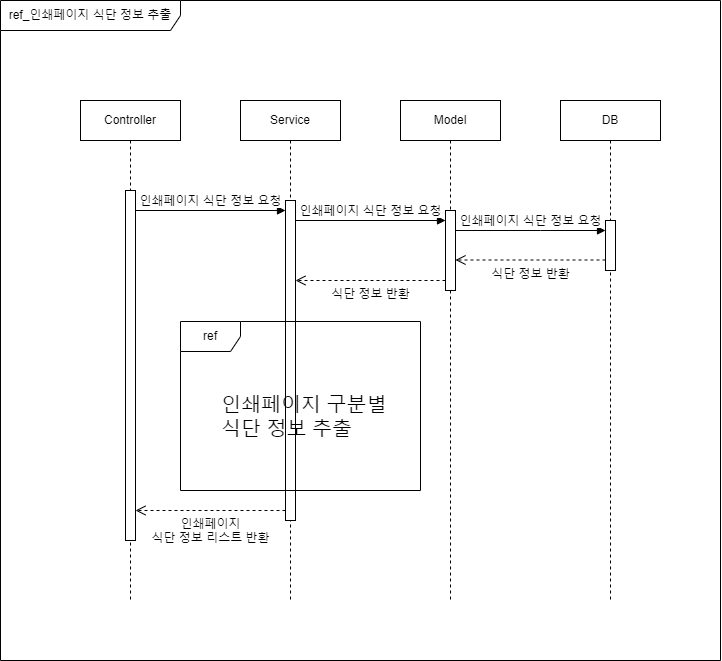 ref_인쇄페이지 식단 정보 추출
Controller
Service
Model
DB
인쇄페이지 식단 정보 요청
인쇄페이지 식단 정보 요청
인쇄페이지 식단 정보 요청
식단 정보 반환
식단 정보 반환
ref
인쇄페이지 구분별
식단 정보 추출
인쇄페이지
식단 정보 리스트 반환